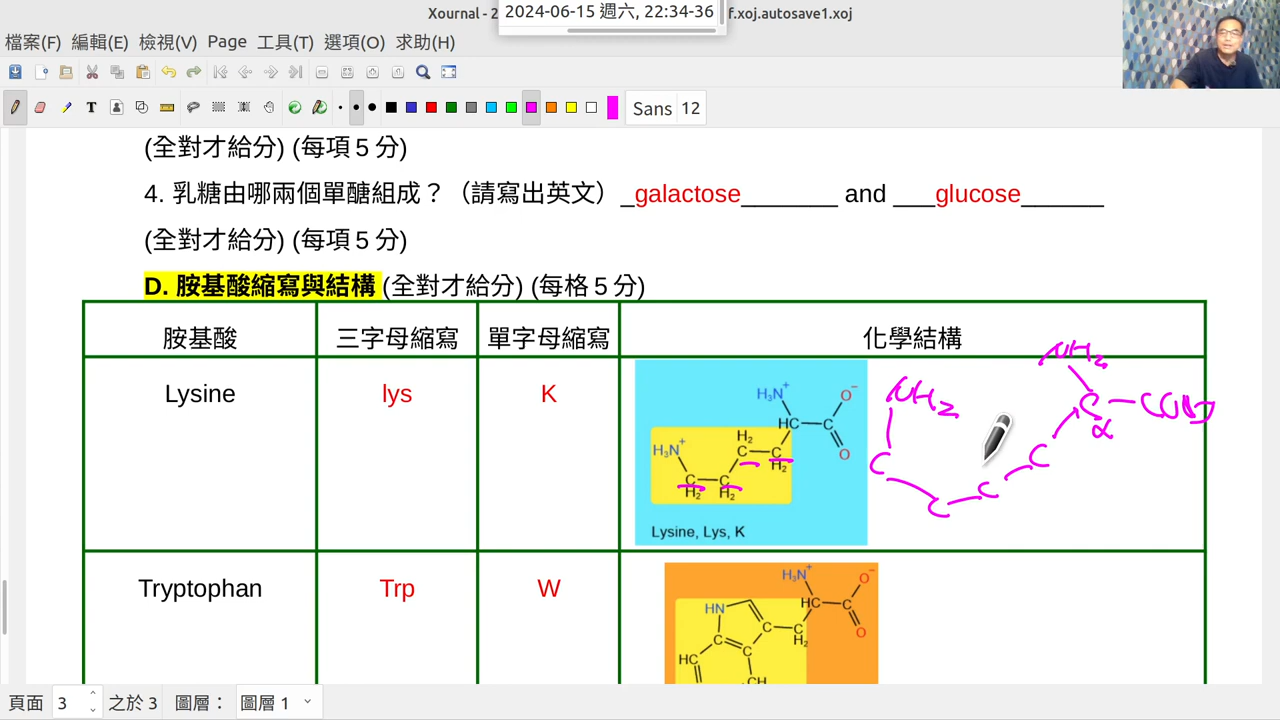 Xournal - 2
f.xoj.autosave1.xoj
2024-06-15 週六, 22:34-36
檔案(F) 編輯(E) 檢視(V) Page 工具(T) 選項(O) 求助(H)
T
Sans 12
(全對才給分) (每項 5 分)
4. 乳糖由哪兩個單醣組成？（請寫出英文）_galactose_______ and ___glucose______
(全對才給分) (每項 5 分)
D. 胺基酸縮寫與結構 (全對才給分) (每格 5 分)
胺基酸 三字母縮寫 單字母縮寫 化學結構
Lysine lys K
H₃N⁺ O⁻
HC C
H₂
H₃N⁺ C C O
H₂
C C
H₂ H₂
Lysine, Lys, K
NH₂
NH₂
C COOH
α
C C
C
C
Tryptophan Trp W
H₃N⁺ O⁻
HN HC C
C C O
C H₂
C
HC
CH
頁面 3 之於 3 圖層： 圖層 1